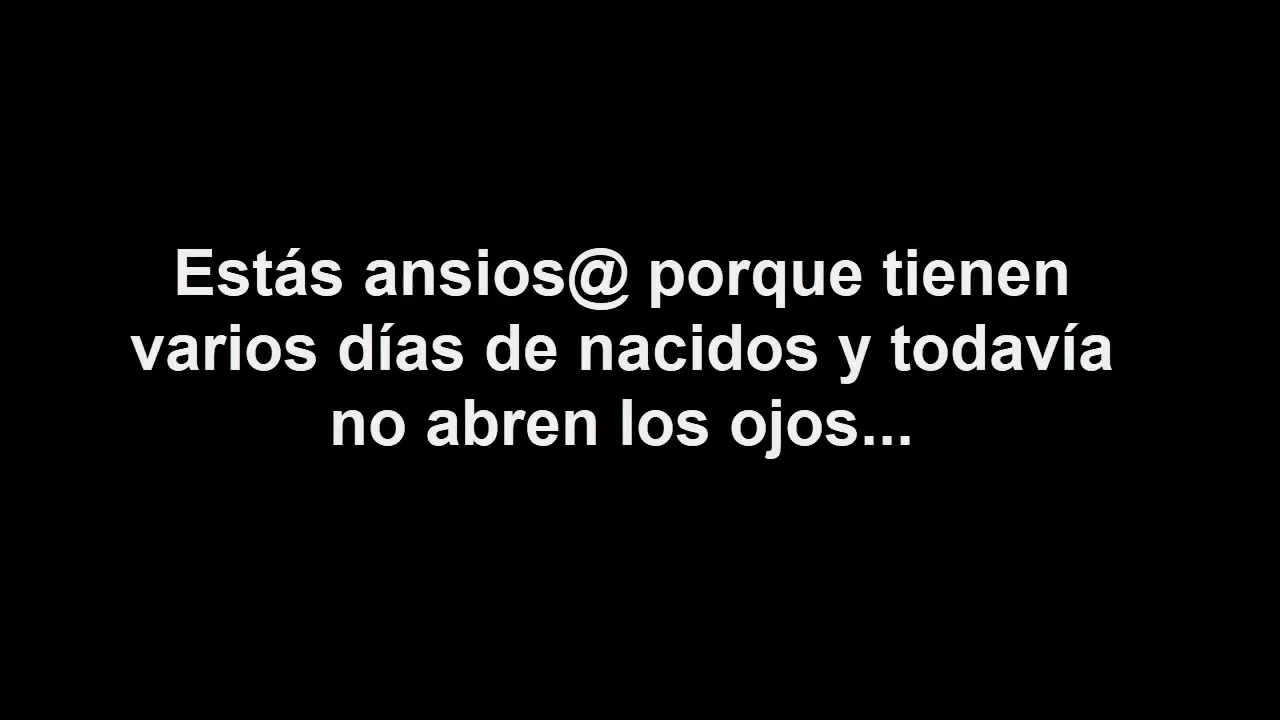 Estás ansios@ porque tienen
varios días de nacidos y todavía
no abren los ojos...